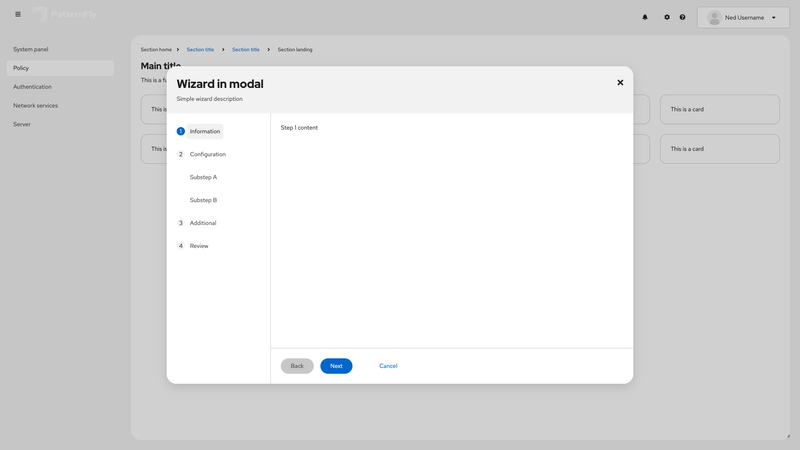 PatternFly
Ned Username
System panel
Policy
Authentication
Network services
Server
Section home
Section title
Section title
Section landing
Main title
This is a fu
This is
This is a card
This is
This is a card
Wizard in modal
Simple wizard description
1 Information
2 Configuration
Substep A
Substep B
3 Additional
4 Review
Step 1 content
Back
Next
Cancel